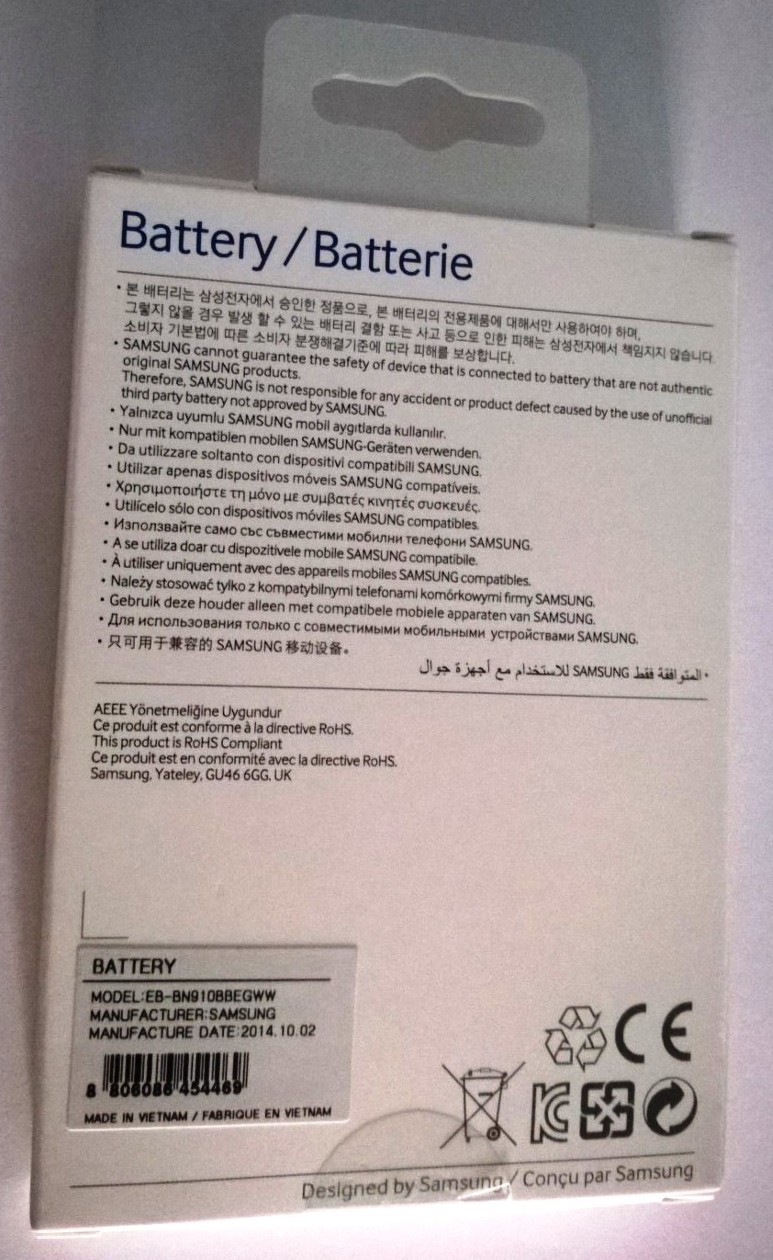 Battery / Batterie
• 본 배터리는 삼성전자에서 승인한 정품으로, 본 배터리의 전용제품에 대해서만 사용하여야 하며,
그렇지 않을 경우 발생 할 수 있는 배터리 결함 또는 사고 등으로 인한 피해는 삼성전자에서 책임지지 않습니다.
소비자 기본법에 따른 소비자 분쟁해결기준에 따라 피해를 보상합니다.
• SAMSUNG cannot guarantee the safety of device that is connected to battery that are not authentic
original SAMSUNG products.
Therefore, SAMSUNG is not responsible for any accident or product defect caused by the use of unofficial
third party battery not approved by SAMSUNG.
• Yalnizca uyumlu SAMSUNG mobil aygıtlarda kullanılır.
• Nur mit kompatiblen mobilen SAMSUNG-Geräten verwenden.
• Da utilizzare soltanto con dispositivi compatibili SAMSUNG.
• Utilizar apenas dispositivos móveis SAMSUNG compatíveis.
• Χρησιμοποιήστε τη μόνο με συμβατές κινητές συσκευές.
• Utilícelo sólo con dispositivos móviles SAMSUNG compatibles.
• Използвайте само със съвместими мобилни телефони SAMSUNG.
• A se utiliza doar cu dispozitivele mobile SAMSUNG compatibile.
• À utiliser uniquement avec des appareils mobiles SAMSUNG compatibles.
• Należy stosować tylko z kompatybilnymi telefonami komórkowymi firmy SAMSUNG.
• Gebruik deze houder alleen met compatibele mobiele apparaten van SAMSUNG.
• Для использования только с совместимыми мобильными устройствами SAMSUNG.
• 只可用于兼容的 SAMSUNG 移动设备。
• المتوافقة فقط SAMSUNG للاستخدام مع أجهزة جوال
AEEE Yönetmeliğine Uygundur
Ce produit est conforme à la directive RoHS.
This product is RoHS Compliant
Ce produit est en conformité avec la directive RoHS.
Samsung, Yateley, GU46 6GG, UK
BATTERY
MODEL:EB-BN910BBEGWW
MANUFACTURER:SAMSUNG
MANUFACTURE DATE:2014.10.02
8 806086 454469
MADE IN VIETNAM / FABRIQUE EN VIETNAM
CE
KC
Designed by Samsung / Conçu par Samsung